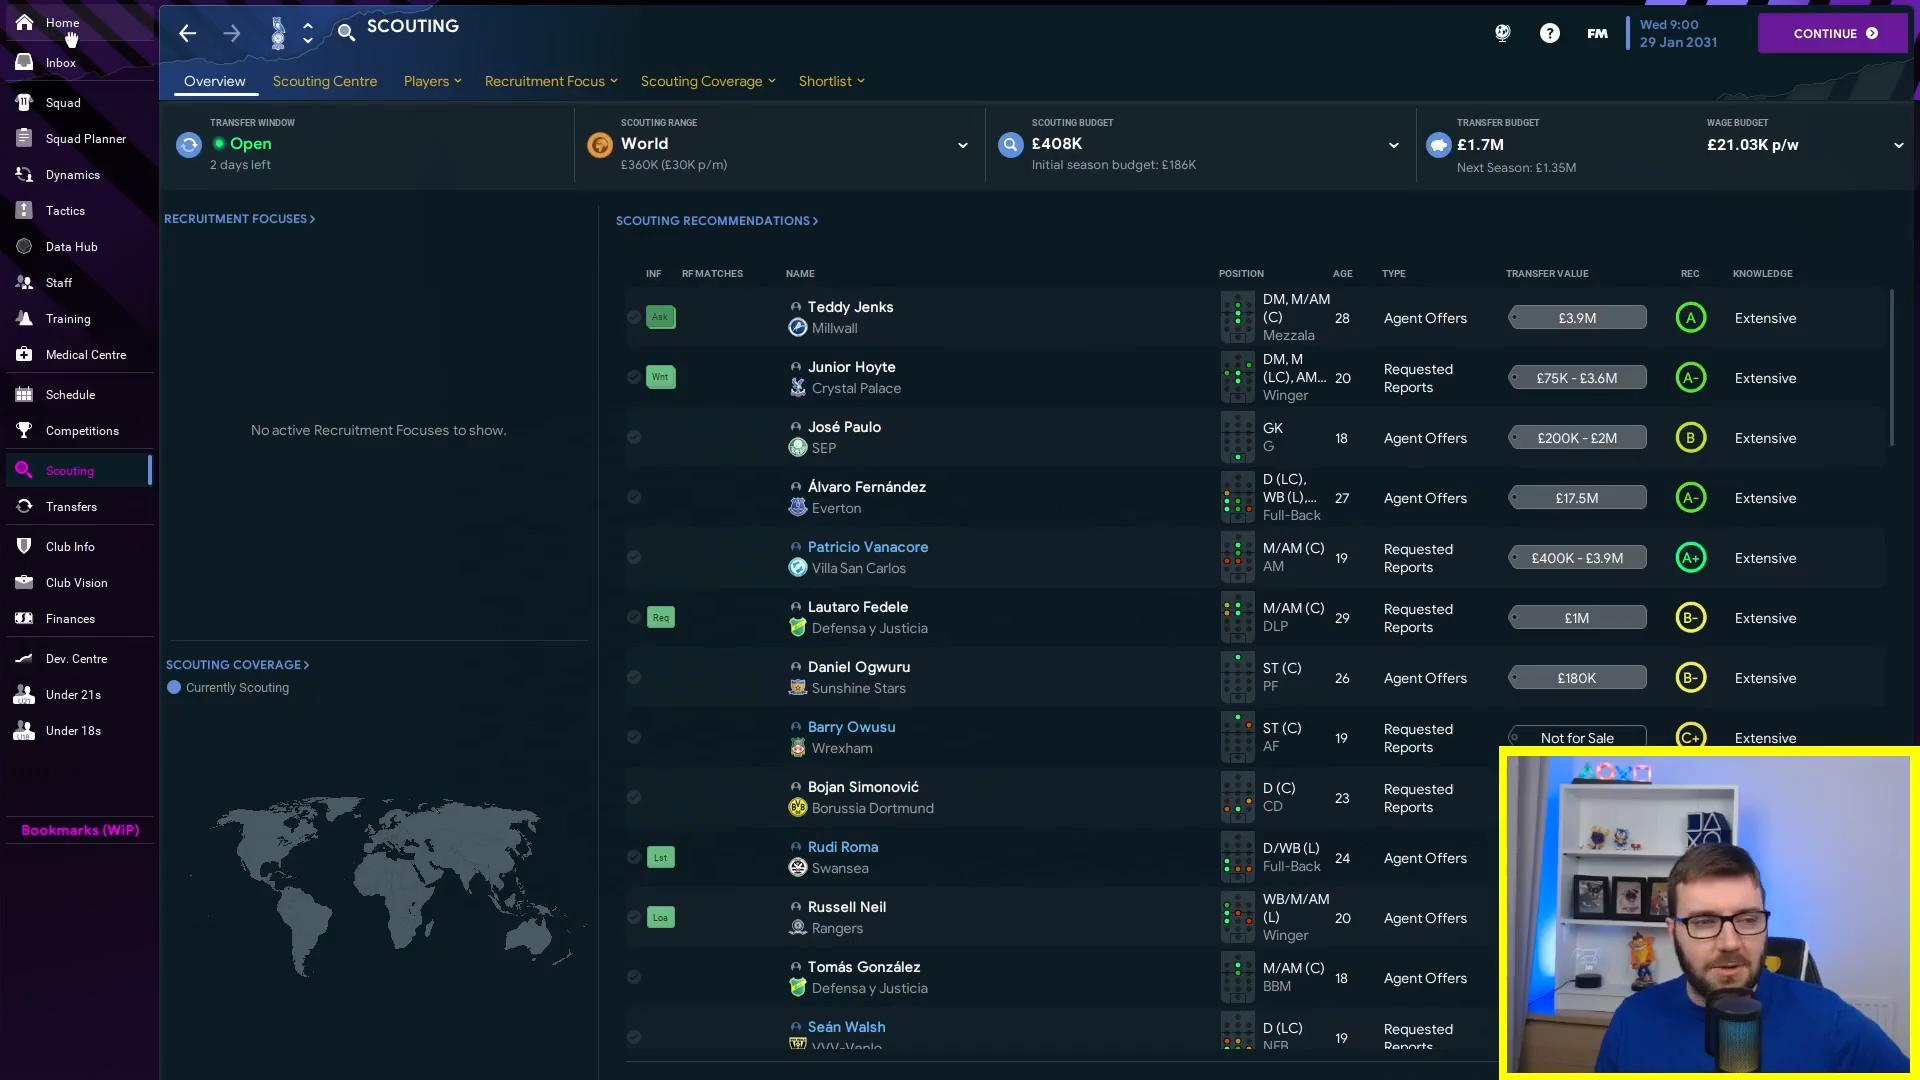 Home
Inbox
Squad
Squad Planner
Dynamics
Tactics
Data Hub
Staff
Training
Medical Centre
Schedule
Competitions
Scouting
Transfers
Club Info
Club Vision
Finances
Dev. Centre
Under 21s
Under 18s
Bookmarks (WiP)
SCOUTING
FM
Wed 9:00
29 Jan 2031
CONTINUE
Overview Scouting Centre Players Recruitment Focus Scouting Coverage Shortlist
TRANSFER WINDOW
Open
2 days left
SCOUTING RANGE
World
£360K (£30K p/m)
SCOUTING BUDGET
£408K
Initial season budget: £186K
TRANSFER BUDGET
£1.7M
Next Season: £1.35M
WAGE BUDGET
£21.03K p/w
RECRUITMENT FOCUSES >
No active Recruitment Focuses to show.
SCOUTING COVERAGE >
Currently Scouting
SCOUTING RECOMMENDATIONS >
INF RF MATCHES NAME POSITION AGE TYPE TRANSFER VALUE REC KNOWLEDGE
Ask Teddy Jenks Millwall DM, M/AM (C) Mezzala 28 Agent Offers £3.9M A Extensive
Wnt Junior Hoyte Crystal Palace DM, M (LC), AM... Winger 20 Requested Reports £75K - £3.6M A- Extensive
José Paulo SEP GK G 18 Agent Offers £200K - £2M B Extensive
Álvaro Fernández Everton D (LC), WB (L),... Full-Back 27 Agent Offers £17.5M A- Extensive
Patricio Vanacore Villa San Carlos M/AM (C) AM 19 Requested Reports £400K - £3.9M A+ Extensive
Req Lautaro Fedele Defensa y Justicia M/AM (C) DLP 29 Requested Reports £1M B- Extensive
Daniel Ogwuru Sunshine Stars ST (C) PF 26 Agent Offers £180K B- Extensive
Barry Owusu Wrexham ST (C) AF 19 Requested Reports Not for Sale C+ Extensive
Bojan Simonović Borussia Dortmund D (C) CD 23 Requested Reports
Lst Rudi Roma Swansea D/WB (L) Full-Back 24 Agent Offers
Loa Russell Neil Rangers WB/M/AM (L) Winger 20 Agent Offers
Tomás González Defensa y Justicia M/AM (C) BBM 18 Agent Offers
Seán Walsh VVV-Venlo D (LC) NFB 19 Requested Reports